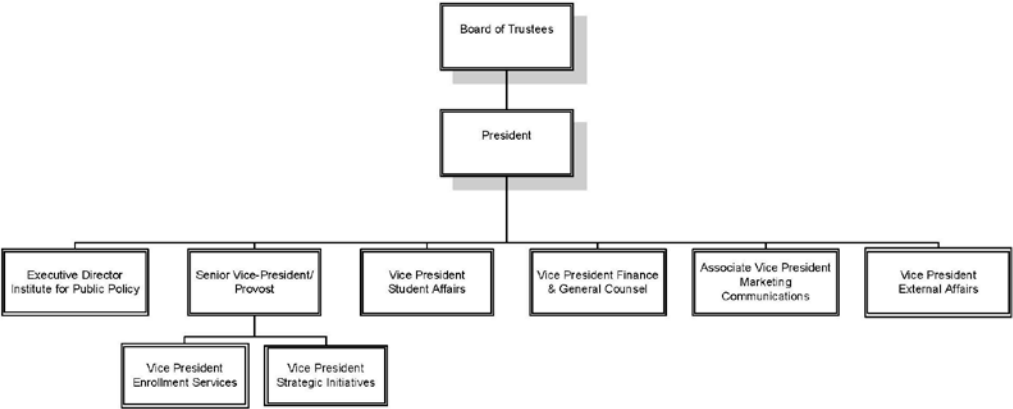 Board of Trustees
President
Executive Director
Institute for Public Policy
Senior Vice-President/
Provost
Vice President
Student Affairs
Vice President Finance
& General Counsel
Associate Vice President
Marketing
Communications
Vice President
External Affairs
Vice President
Enrollment Services
Vice President
Strategic Initiatives